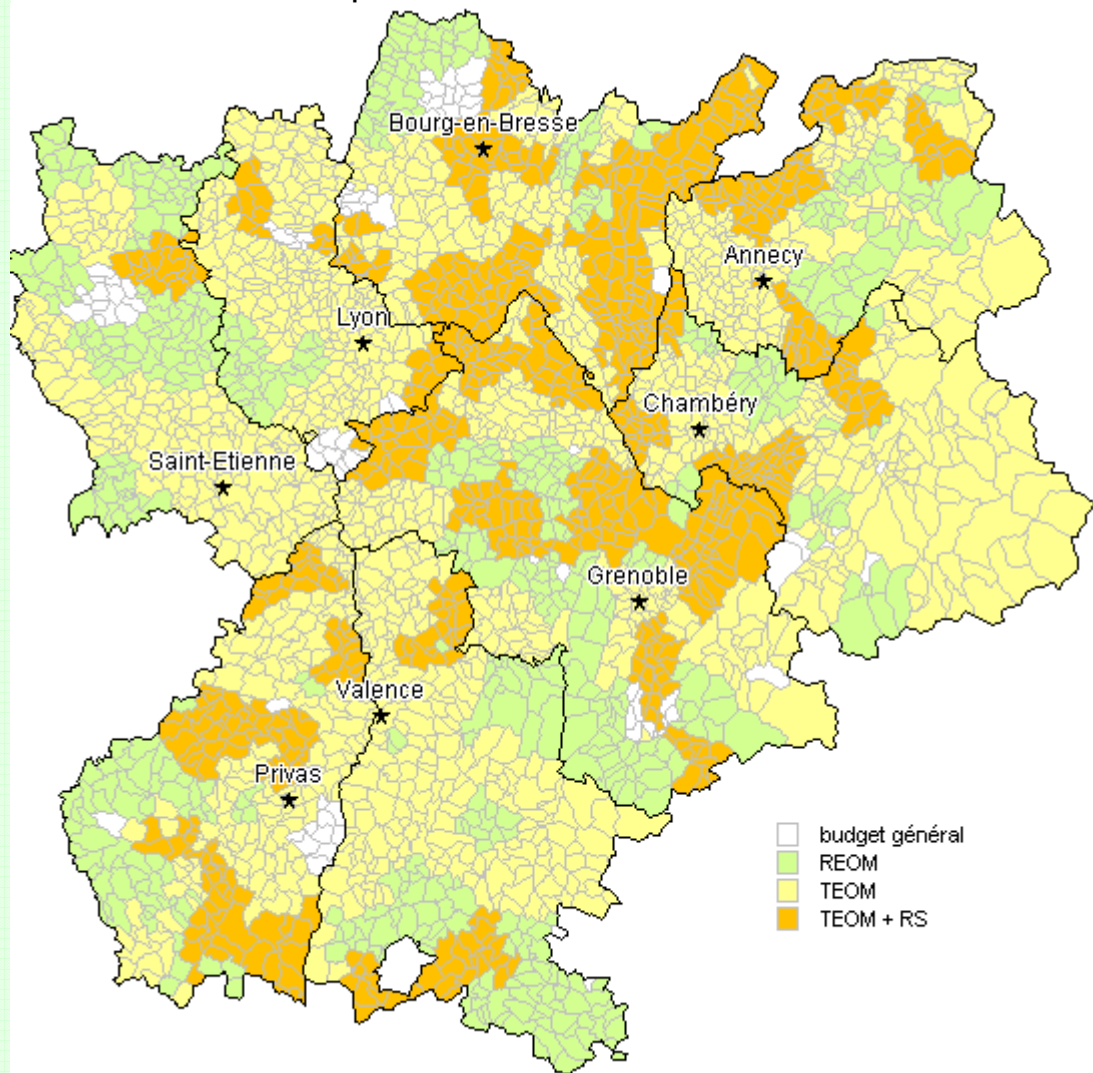 Bourg-en-Bresse
Annecy
Lyon
Chambéry
Saint-Etienne
Grenoble
Valence
Privas
budget général
REOM
TEOM
TEOM + RS